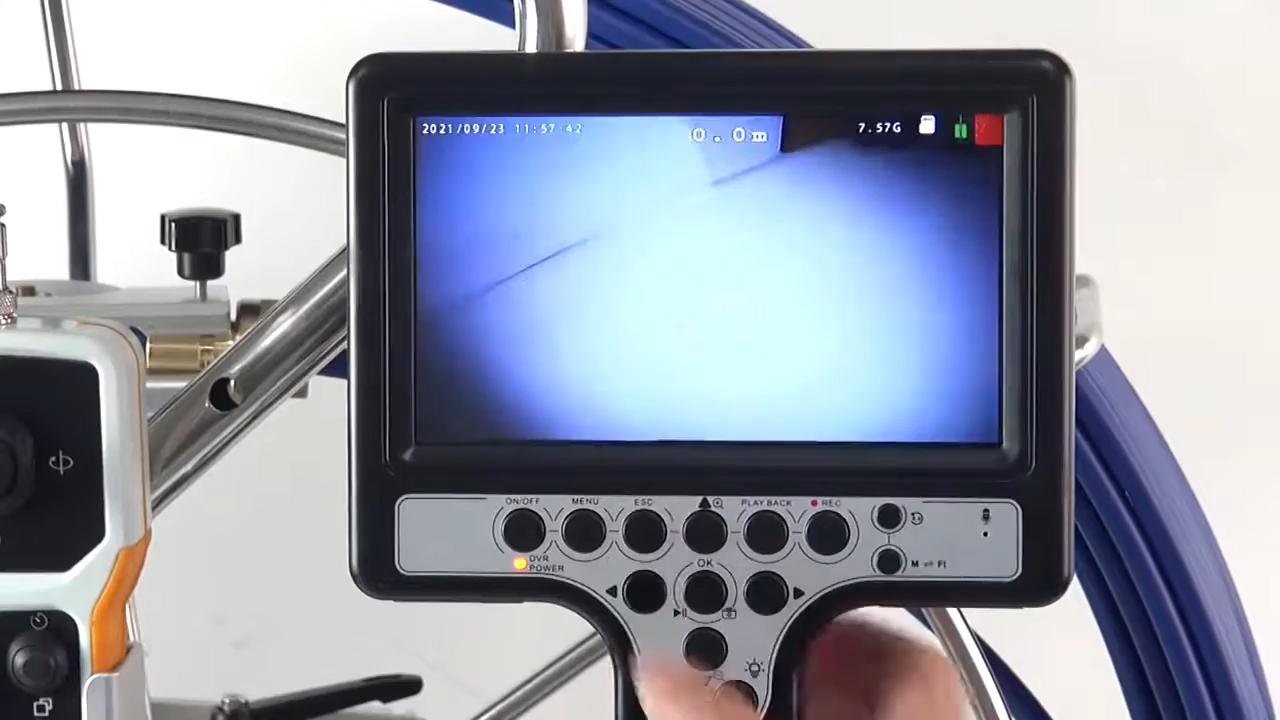 2021/09/23 11:57:42 0.0m 7.57G
ON/OFF MENU ESC PLAY BACK REC
DVR
POWER
OK
M ⇌ Ft